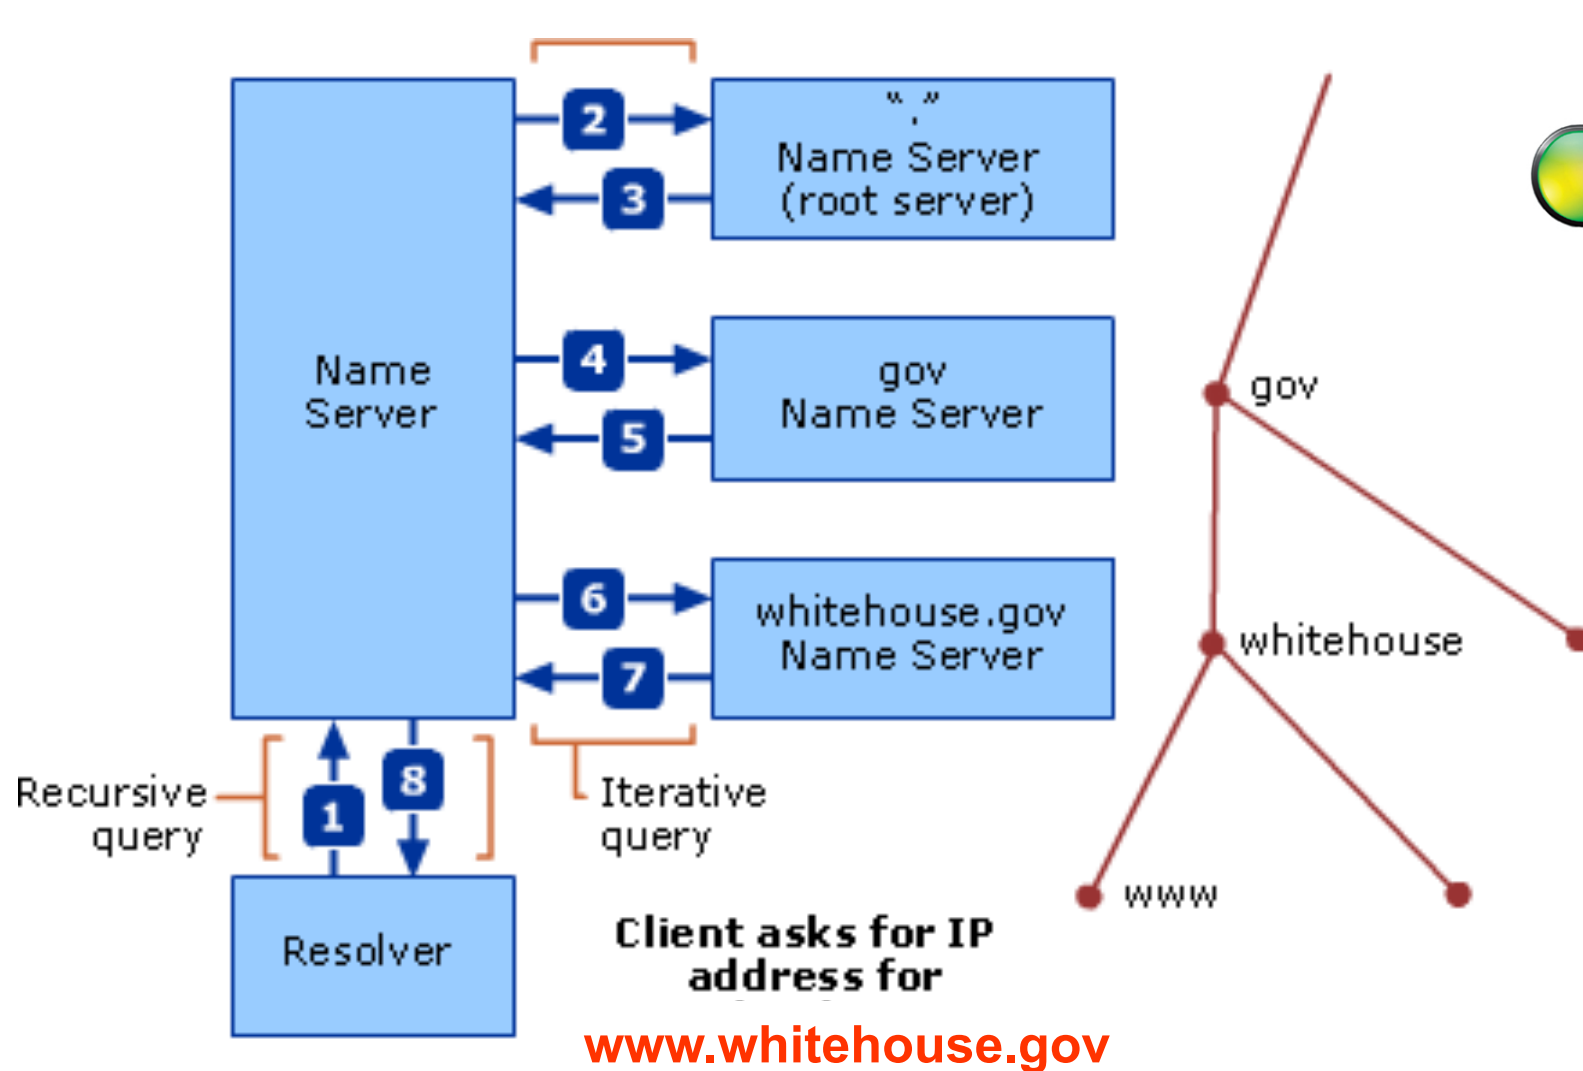 2
“.”
Name Server
(root server)
3
Name
Server
4
gov
Name Server
5
6
whitehouse.gov
Name Server
7
gov
whitehouse
www
Recursive
query
1
8
Iterative
query
Resolver
Client asks for IP
address for
www.whitehouse.gov